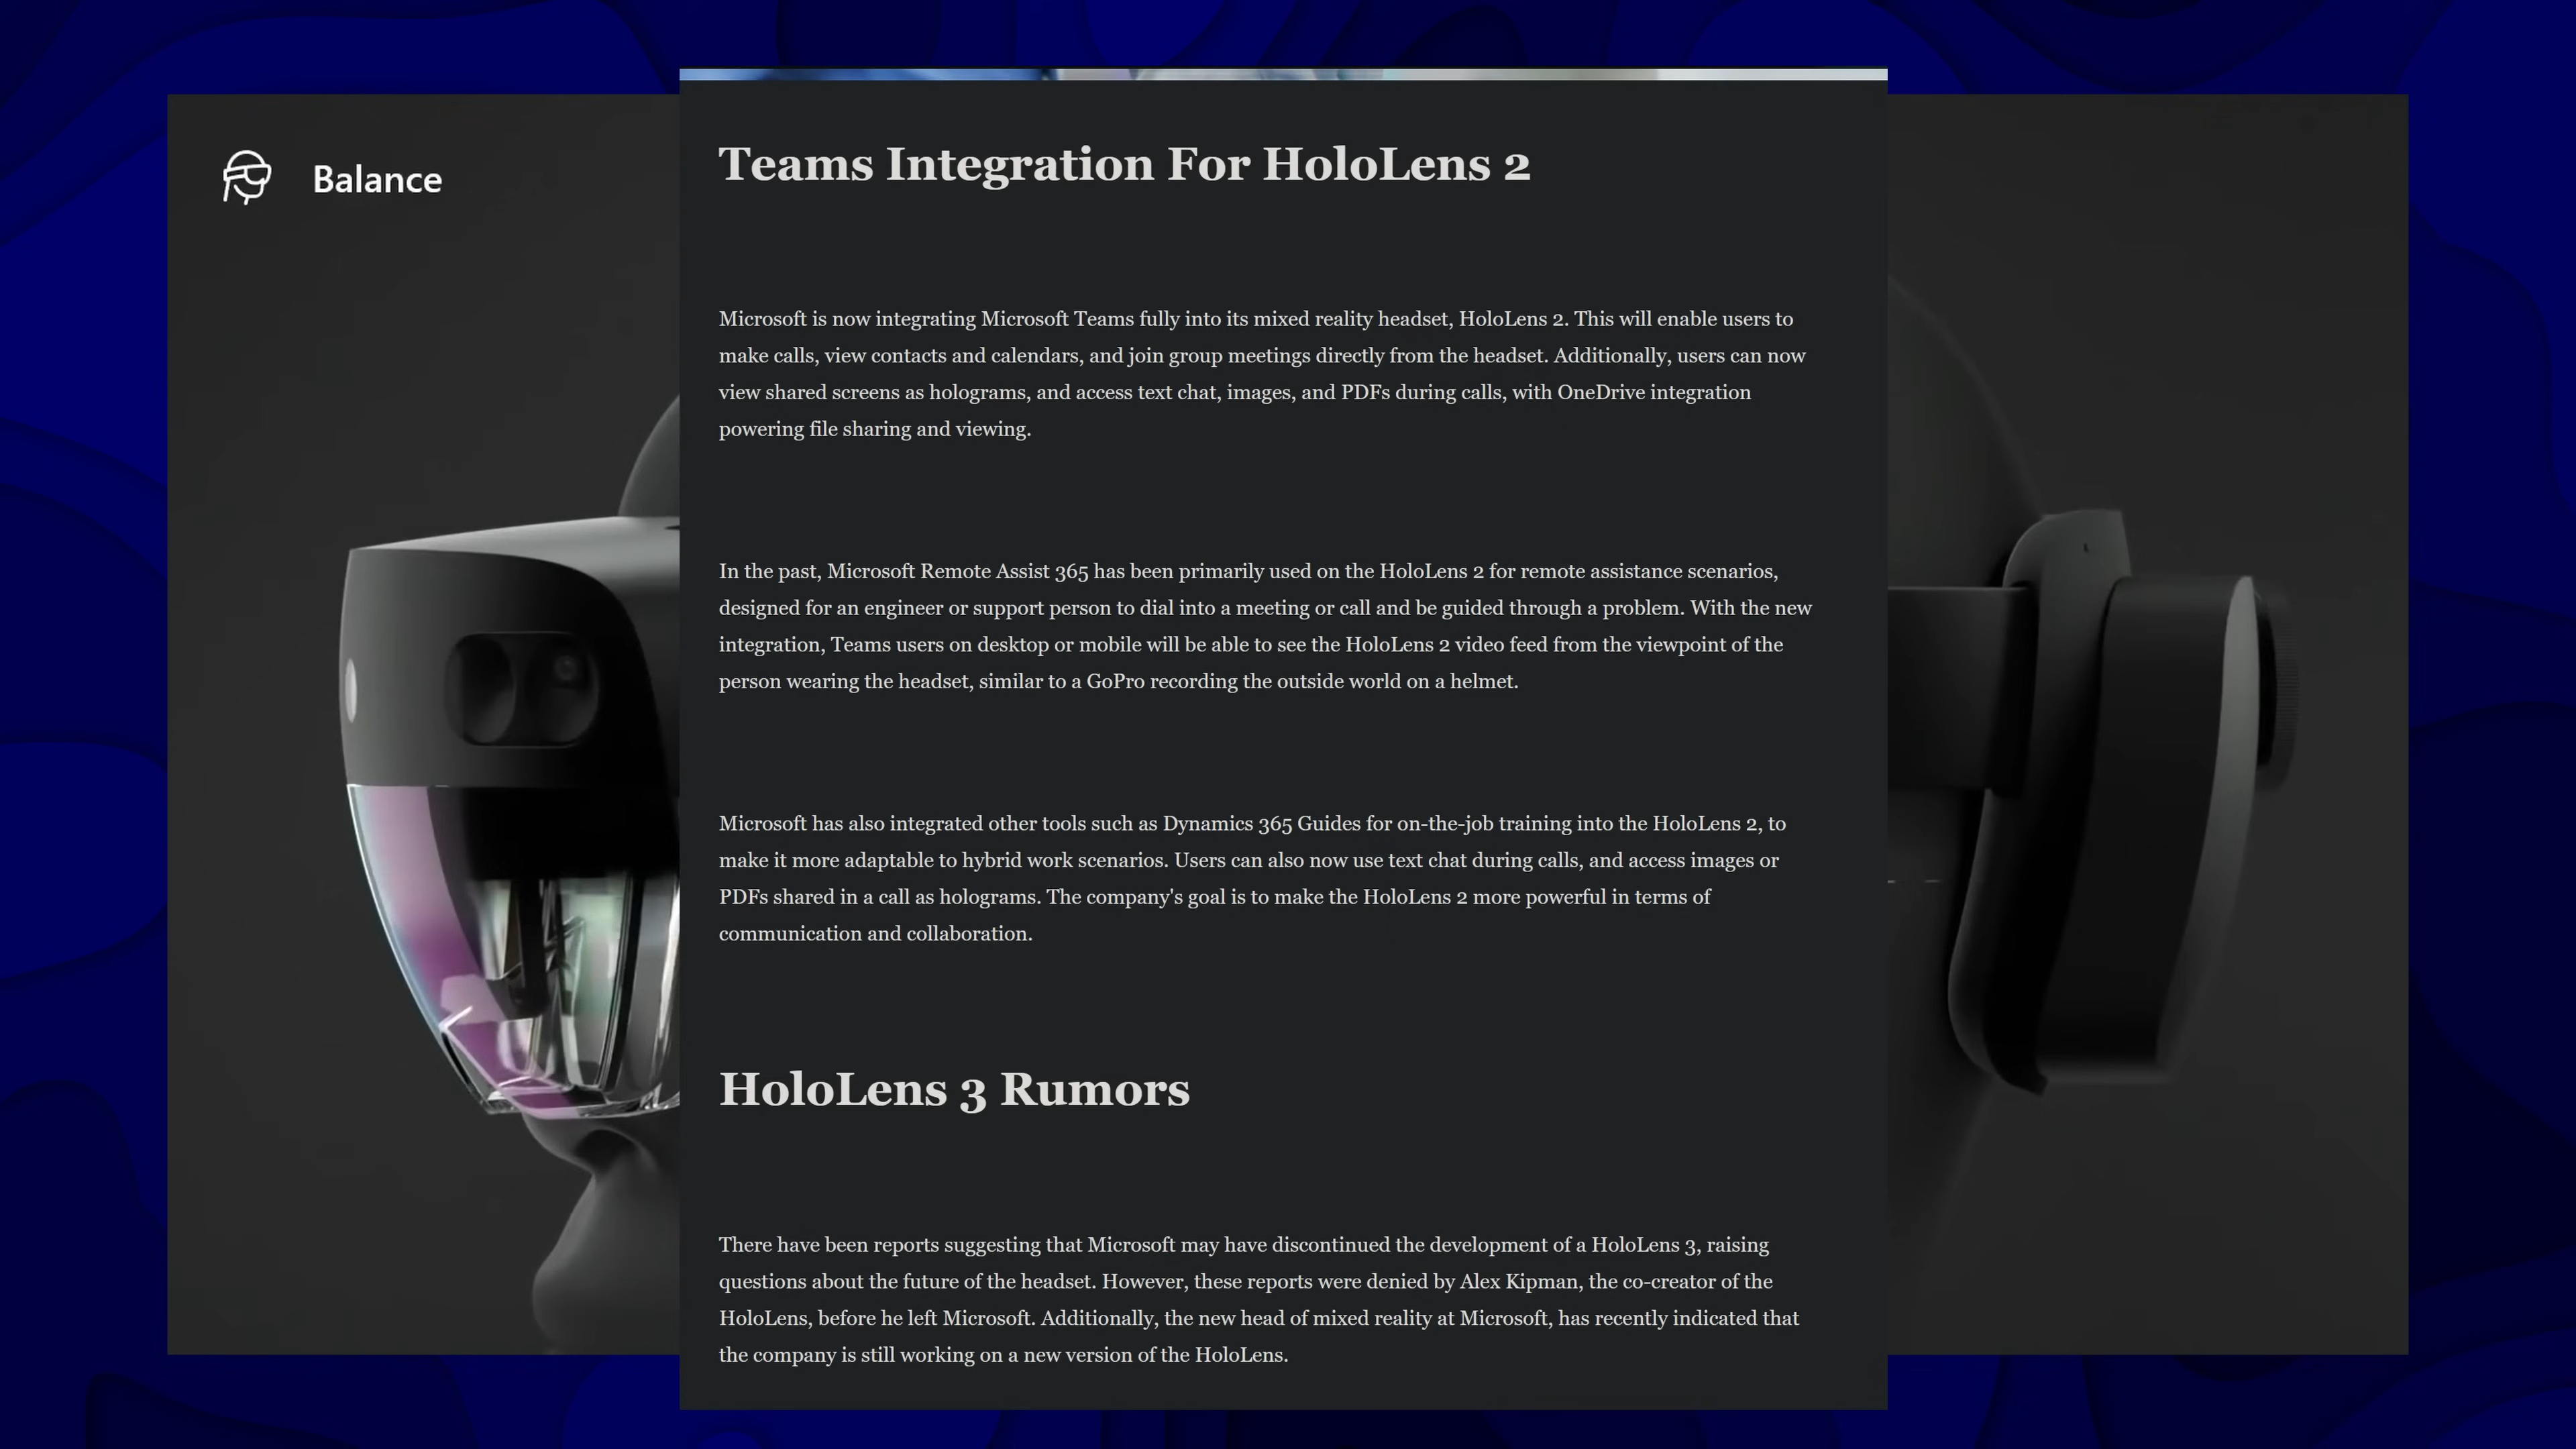 Balance
Teams Integration For HoloLens 2
Microsoft is now integrating Microsoft Teams fully into its mixed reality headset, HoloLens 2. This will enable users to
make calls, view contacts and calendars, and join group meetings directly from the headset. Additionally, users can now
view shared screens as holograms, and access text chat, images, and PDFs during calls, with OneDrive integration
powering file sharing and viewing.
In the past, Microsoft Remote Assist 365 has been primarily used on the HoloLens 2 for remote assistance scenarios,
designed for an engineer or support person to dial into a meeting or call and be guided through a problem. With the new
integration, Teams users on desktop or mobile will be able to see the HoloLens 2 video feed from the viewpoint of the
person wearing the headset, similar to a GoPro recording the outside world on a helmet.
Microsoft has also integrated other tools such as Dynamics 365 Guides for on-the-job training into the HoloLens 2, to
make it more adaptable to hybrid work scenarios. Users can also now use text chat during calls, and access images or
PDFs shared in a call as holograms. The company's goal is to make the HoloLens 2 more powerful in terms of
communication and collaboration.
HoloLens 3 Rumors
There have been reports suggesting that Microsoft may have discontinued the development of a HoloLens 3, raising
questions about the future of the headset. However, these reports were denied by Alex Kipman, the co-creator of the
HoloLens, before he left Microsoft. Additionally, the new head of mixed reality at Microsoft, has recently indicated that
the company is still working on a new version of the HoloLens.